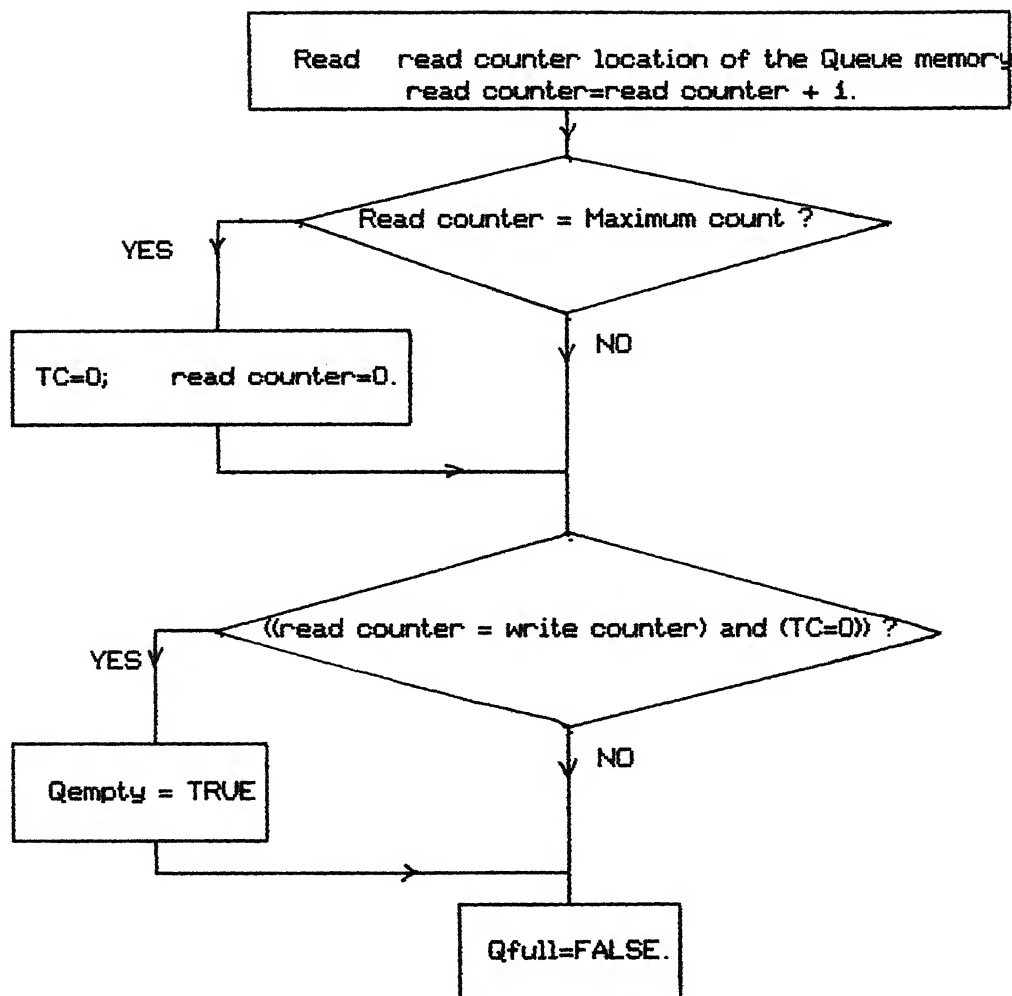 Read read counter location of the Queue memory
read counter=read counter + 1.
Read counter = Maximum count ?
YES
NO
TC=0; read counter=0.
((read counter = write counter) and (TC=0)) ?
YES
NO
Qempty = TRUE
Qfull=FALSE.